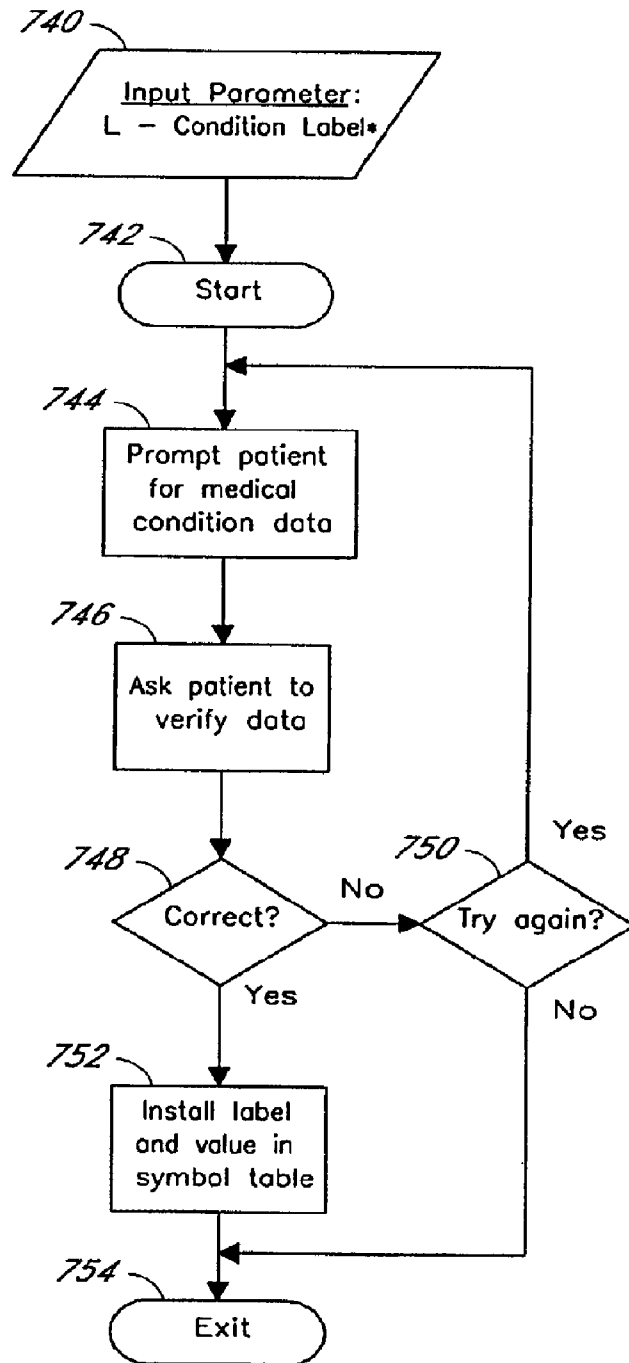 740
Input Parameter:
L – Condition Label*
742
Start
744
Prompt patient
for medical
condition data
746
Ask patient to
verify data
748
Correct?
No
750
Try again?
Yes
Yes
No
752
Install label
and value in
symbol table
754
Exit